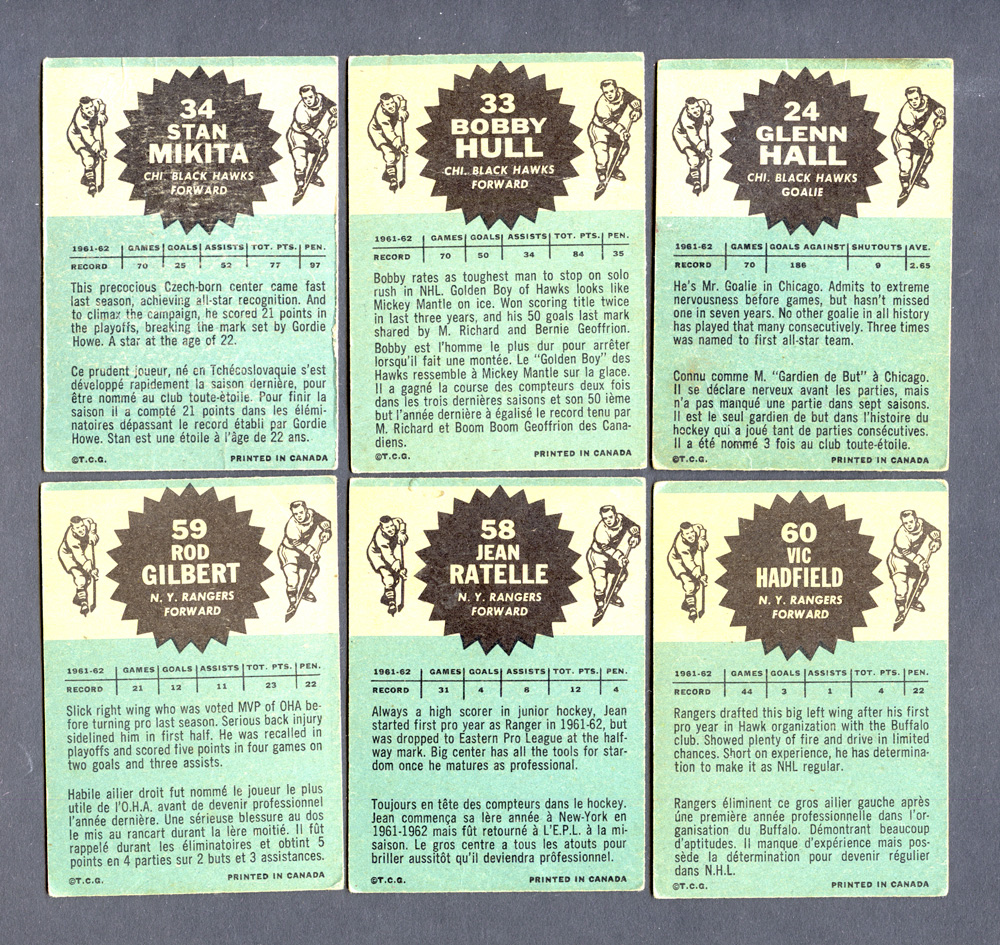 34
STAN
MIKITA
CHI. BLACK HAWKS
FORWARD
1961-62 GAMES GOALS ASSISTS TOT. PTS. PEN.
RECORD 70 25 52 77 97
This precocious Czech-born center came fast
last season, achieving all-star recognition. And
to climax the campaign, he scored 21 points in
the playoffs, breaking the mark set by Gordie
Howe. A star at the age of 22.
Ce prudent joueur, né en Tchécoslovaquie s'est
développé rapidement la saison dernière, pour
être nommé au club toute-étoile. Pour finir la
saison il a compté 21 points dans les élémi-
natoires dépassant le record établi par Gordie
Howe. Stan est une étoile à l'âge de 22 ans.
©T.C.G. PRINTED IN CANADA
33
BOBBY
HULL
CHI. BLACK HAWKS
FORWARD
1961-62 GAMES GOALS ASSISTS TOT. PTS. PEN.
RECORD 70 50 34 84 35
Bobby rates as toughest man to stop on solo
rush in NHL. Golden Boy of Hawks looks like
Mickey Mantle on ice. Won scoring title twice
in last three years, and his 50 goals last mark
shared by M. Richard and Bernie Geoffrion.
Bobby est l'homme le plus dur pour arrêter
lorsqu'il fait une montée. Le "Golden Boy" des
Hawks ressemble à Mickey Mantle sur la glace.
Il a gagné la course des compteurs deux fois
dans les trois dernières saisons et son 50 ième
but l'année dernière à égalisé le record tenu par
M. Richard et Boom Boom Geoffrion des Cana-
diens.
©T.C.G. PRINTED IN CANADA
24
GLENN
HALL
CHI. BLACK HAWKS
GOALIE
1961-62 GAMES GOALS AGAINST SHUTOUTS AVE.
RECORD 70 186 9 2.65
He's Mr. Goalie in Chicago. Admits to extreme
nervousness before games, but hasn't missed
one in seven years. No other goalie in all history
has played that many consecutively. Three times
was named to first all-star team.
Connu comme M. "Gardien de But" à Chicago.
Il se déclare nerveux avant les parties, mais
n'a pas manqué une partie dans sept saisons.
Il est le seul gardien de but dans l'histoire du
hockey qui a joué tant de parties consécutives.
Il a été nommé 3 fois au club toute-étoile.
©T.C.G. PRINTED IN CANADA
59
ROD
GILBERT
N. Y. RANGERS
FORWARD
1961-62 GAMES GOALS ASSISTS TOT. PTS. PEN.
RECORD 21 12 11 23 22
Slick right wing who was voted MVP of OHA be-
fore turning pro last season. Serious back injury
sidelined him in first half. He was recalled in
playoffs and scored five points in four games on
two goals and three assists.
Habile ailier droit fut nommé le joueur le plus
utile de l'O.H.A. avant de devenir professionnel
l'année dernière. Une sérieuse blessure au dos
le mis au rancart durant la lère moitié. Il fût
rappelé durant les éliminatoires et obtint 5
points en 4 parties sur 2 buts et 3 assistances.
©T.C.G. PRINTED IN CANADA
58
JEAN
RATELLE
N. Y. RANGERS
FORWARD
1961-62 GAMES GOALS ASSISTS TOT. PTS. PEN.
RECORD 31 4 8 12 4
Always a high scorer in junior hockey, Jean
started first pro year as Ranger in 1961-62, but
was dropped to Eastern Pro League at the half-
way mark. Big center has all the tools for star-
dom once he matures as professional.
Toujours en tête des compteurs dans le hockey.
Jean commença sa lère année à New-York en
1961-1962 mais fût retourné à L'E.P.L. à la mi-
saison. Le gros centre a tous les atouts pour
briller aussitôt qu'il deviendra prôfessionnel.
©T.C.G. PRINTED IN CANADA
60
VIC
HADFIELD
N. Y. RANGERS
FORWARD
1961-62 GAMES GOALS ASSISTS TOT. PTS. PEN.
RECORD 44 3 1 4 22
Rangers drafted this big left wing after his first
pro year in Hawk organization with the Buffalo
club. Showed plenty of fire and drive in limited
chances. Short on experience, he has determina-
tion to make it as NHL regular.
Rangers éliminent ce gros ailier gauche après
úne première année professionnelle dans l'or-
ganisation du Buffalo. Démontrant beaucoup
d'aptitudes. Il manque d'expérience mais pos-
sède la détermination pour devenir régulier
dans N.H.L.
©T.C.G. PRINTED IN CANADA